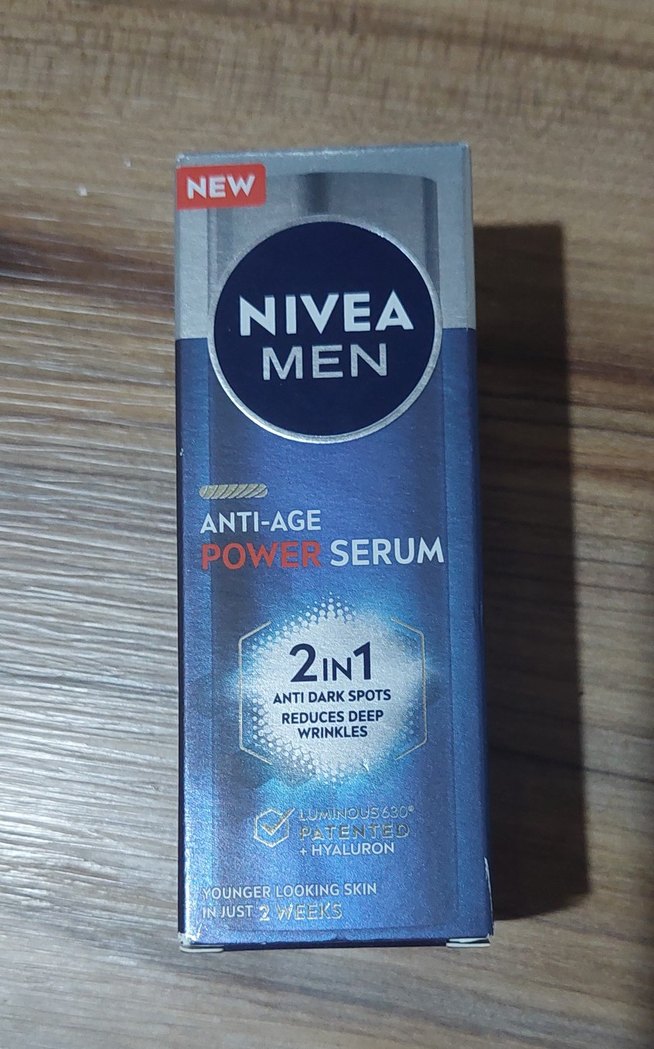 NEW
NIVEA
MEN
ANTI-AGE
POWER SERUM
2IN1
ANTI DARK SPOTS
REDUCES DEEP
WRINKLES
LUMINOUS630®
PATENTED
+ HYALURON
YOUNGER LOOKING SKIN
IN JUST 2 WEEKS